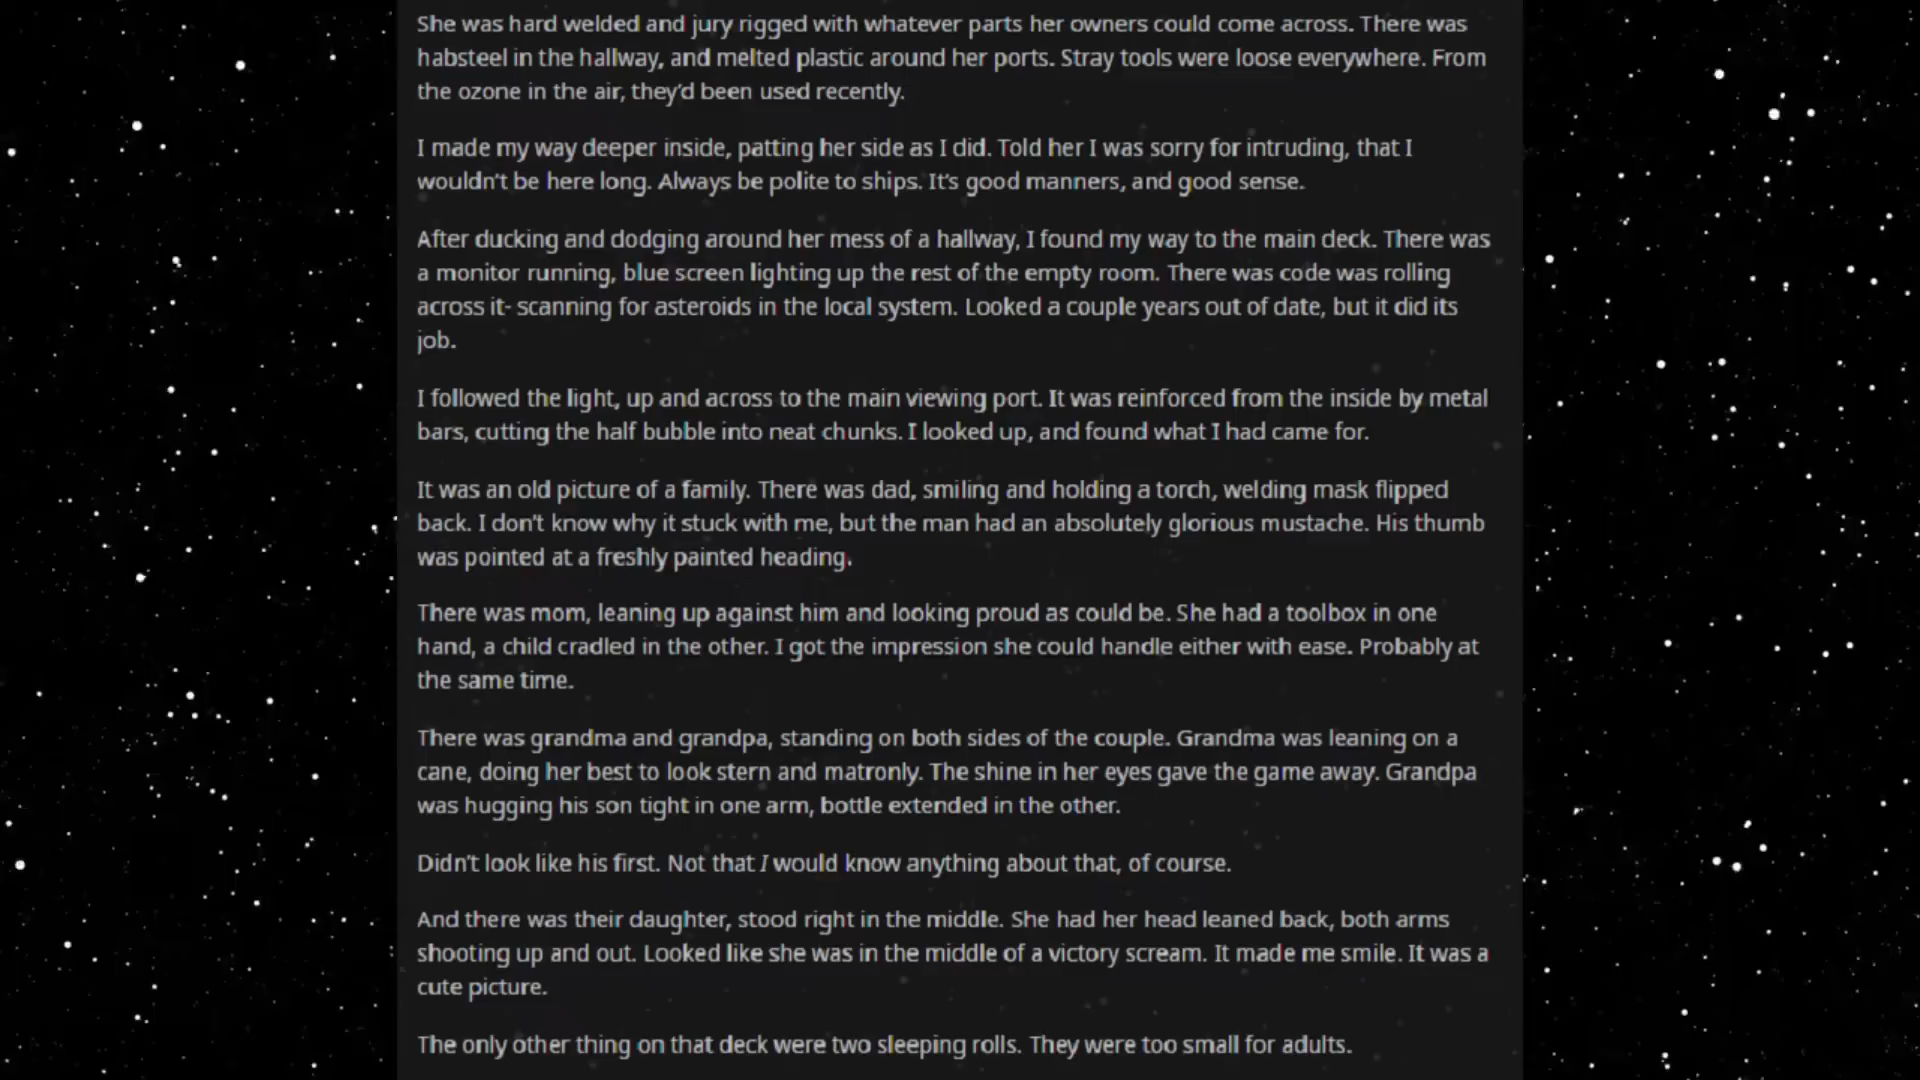 She was hard welded and jury rigged with whatever parts her owners could come across. There was
habsteel in the hallway, and melted plastic around her ports. Stray tools were loose everywhere. From
the ozone in the air, they'd been used recently.
I made my way deeper inside, patting her side as I did. Told her I was sorry for intruding, that I
wouldn't be here long. Always be polite to ships. It's good manners, and good sense.
After ducking and dodging around her mess of a hallway, I found my way to the main deck. There was
a monitor running, blue screen lighting up the rest of the empty room. There was code was rolling
across it- scanning for asteroids in the local system. Looked a couple years out of date, but it did its
job.
I followed the light, up and across to the main viewing port. It was reinforced from the inside by metal
bars, cutting the half bubble into neat chunks. I looked up, and found what I had came for.
It was an old picture of a family. There was dad, smiling and holding a torch, welding mask flipped
back. I don't know why it stuck with me, but the man had an absolutely glorious mustache. His thumb
was pointed at a freshly painted heading.
There was mom, leaning up against him and looking proud as could be. She had a toolbox in one
hand, a child cradled in the other. I got the impression she could handle either with ease. Probably at
the same time.
There was grandma and grandpa, standing on both sides of the couple. Grandma was leaning on a
cane, doing her best to look stern and matronly. The shine in her eyes gave the game away. Grandpa
was hugging his son tight in one arm, bottle extended in the other.
Didn't look like his first. Not that I would know anything about that, of course.
And there was their daughter, stood right in the middle. She had her head leaned back, both arms
shooting up and out. Looked like she was in the middle of a victory scream. It made me smile. It was a
cute picture.
The only other thing on that deck were two sleeping rolls. They were too small for adults.